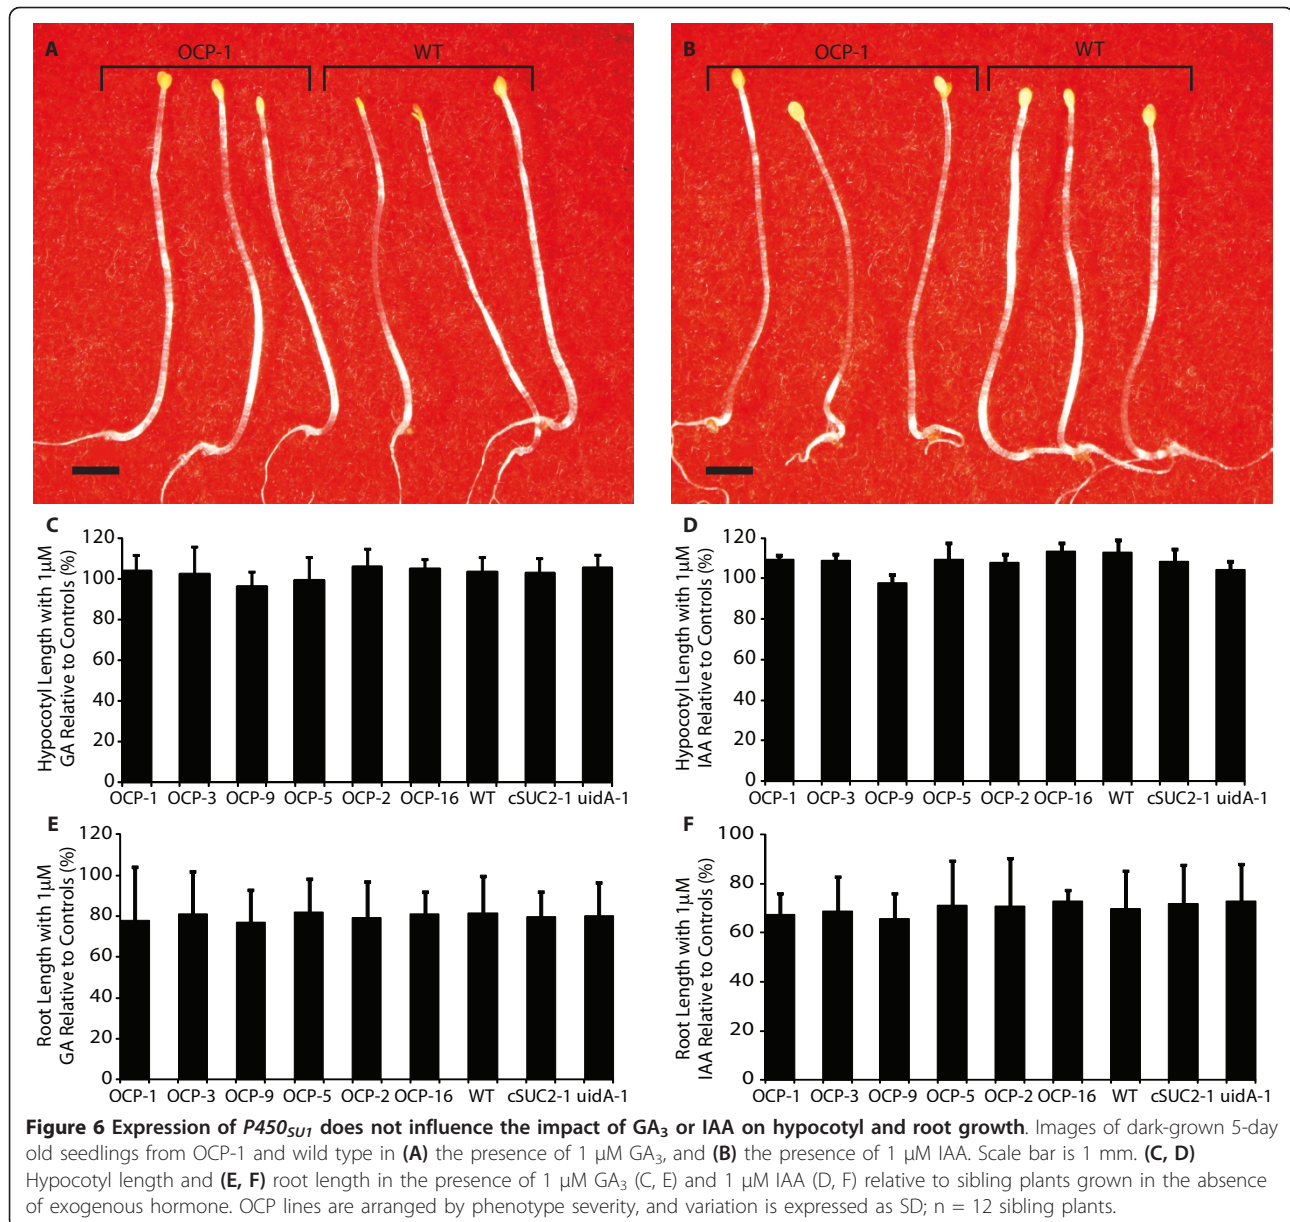 A
OCP-1
WT
B
OCP-1
WT
C
Hypocotyl Length with 1µM
GA Relative to Controls (%)
120
100
80
60
40
20
0
OCP-1 OCP-3 OCP-9 OCP-5 OCP-2 OCP-16 WT cSUC2-1 uidA-1
D
Hypocotyl Length with 1µM
IAA Relative to Controls (%)
120
100
80
60
40
20
0
OCP-1 OCP-3 OCP-9 OCP-5 OCP-2 OCP-16 WT cSUC2-1 uidA-1
E
Root Length with 1µM
GA Relative to Controls (%)
120
100
80
60
40
20
0
OCP-1 OCP-3 OCP-9 OCP-5 OCP-2 OCP-16 WT cSUC2-1 uidA-1
F
Root Length with 1µM
IAA Relative to Controls (%)
100
80
60
40
20
0
OCP-1 OCP-3 OCP-9 OCP-5 OCP-2 OCP-16 WT cSUC2-1 uidA-1
Figure 6 Expression of P450SU1 does not influence the impact of GA₃ or IAA on hypocotyl and root growth. Images of dark-grown 5-day
old seedlings from OCP-1 and wild type in (A) the presence of 1 µM GA₃, and (B) the presence of 1 µM IAA. Scale bar is 1 mm. (C, D)
Hypocotyl length and (E, F) root length in the presence of 1 µM GA₃ (C, E) and 1 µM IAA (D, F) relative to sibling plants grown in the absence
of exogenous hormone. OCP lines are arranged by phenotype severity, and variation is expressed as SD; n = 12 sibling plants.